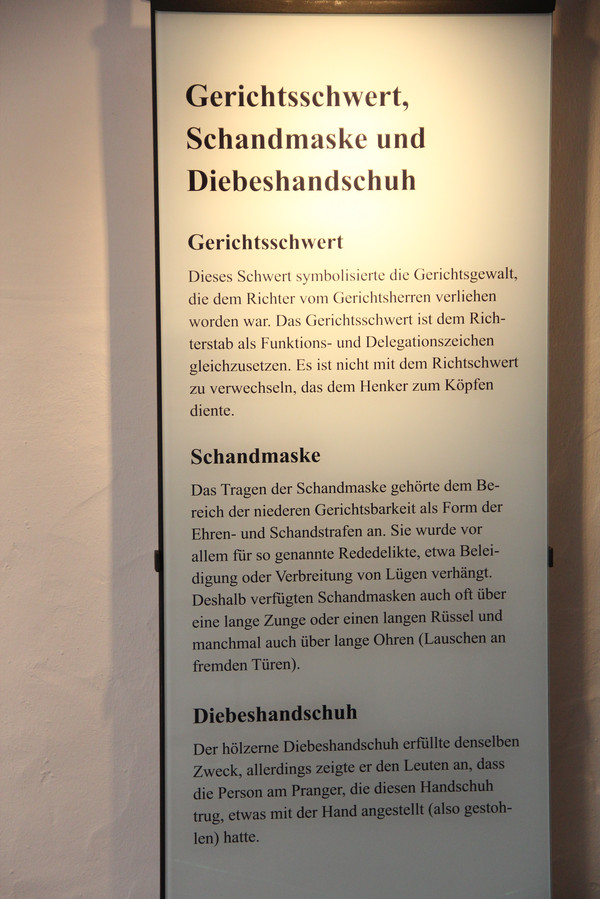 Gerichtsschwert,
Schandmaske und
Diebeshandschuh
Gerichtsschwert
Dieses Schwert symbolisierte die Gerichtsgewalt,
die dem Richter vom Gerichtsherren verliehen
worden war. Das Gerichtsschwert ist dem Rich-
terstab als Funktions- und Delegationszeichen
gleichzusetzen. Es ist nicht mit dem Richtschwert
zu verwechseln, das dem Henker zum Köpfen
diente.
Schandmaske
Das Tragen der Schandmaske gehörte dem Be-
reich der niederen Gerichtsbarkeit als Form der
Ehren- und Schandstrafen an. Sie wurde vor
allem für so genannte Rededelikte, etwa Belei-
digung oder Verbreitung von Lügen verhängt.
Deshalb verfügten Schandmasken auch oft über
eine lange Zunge oder einen langen Rüssel und
manchmal auch über lange Ohren (Lauschen an
fremden Türen).
Diebeshandschuh
Der hölzerne Diebeshandschuh erfüllte denselben
Zweck, allerdings zeigte er den Leuten an, dass
die Person am Pranger, die diesen Handschuh
trug, etwas mit der Hand angestellt (also gestoh-
len) hatte.